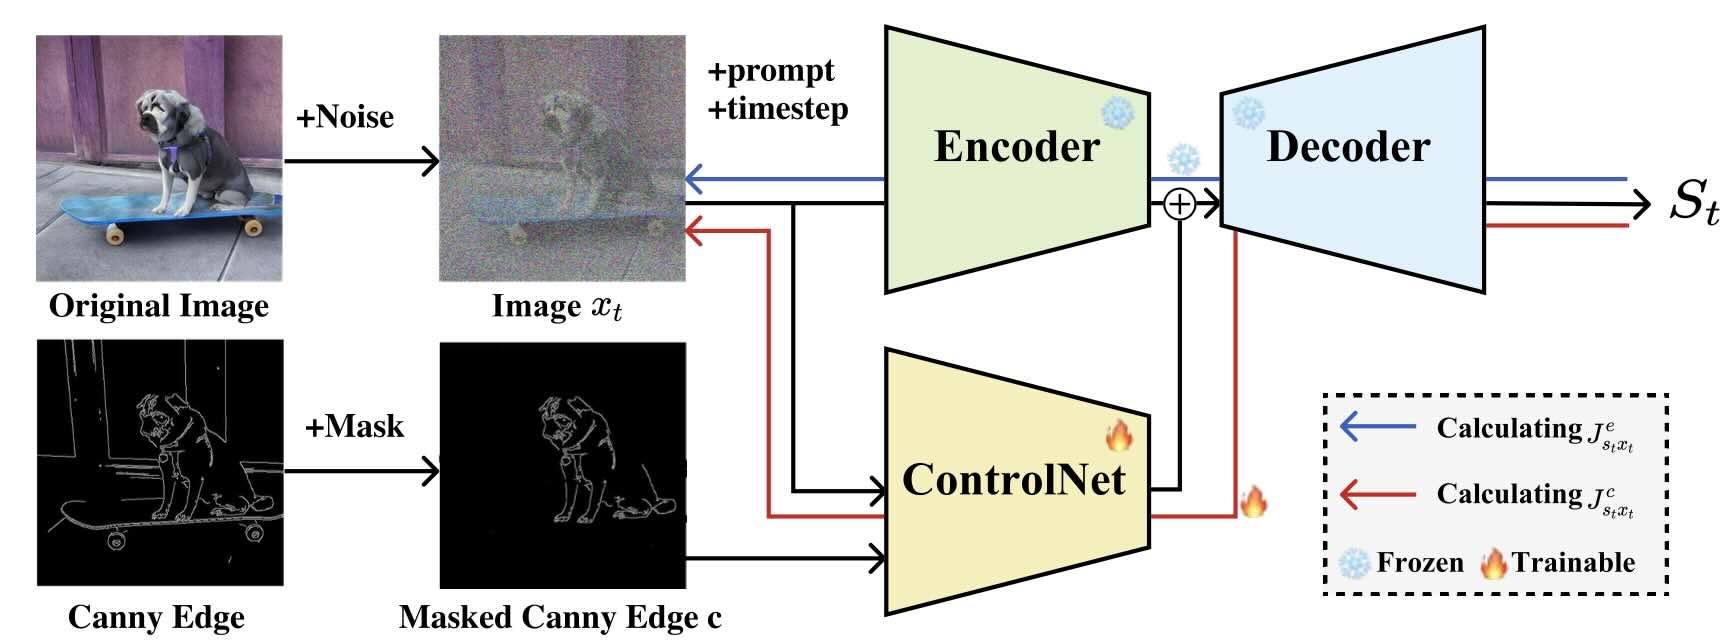 +Noise
+prompt
+timestep
Encoder
Decoder
S_t
Original Image
Image x_t
+Mask
ControlNet
Canny Edge
Masked Canny Edge c
Calculating J^e_{s_t x_t}
Calculating J^c_{s_t x_t}
Frozen Trainable